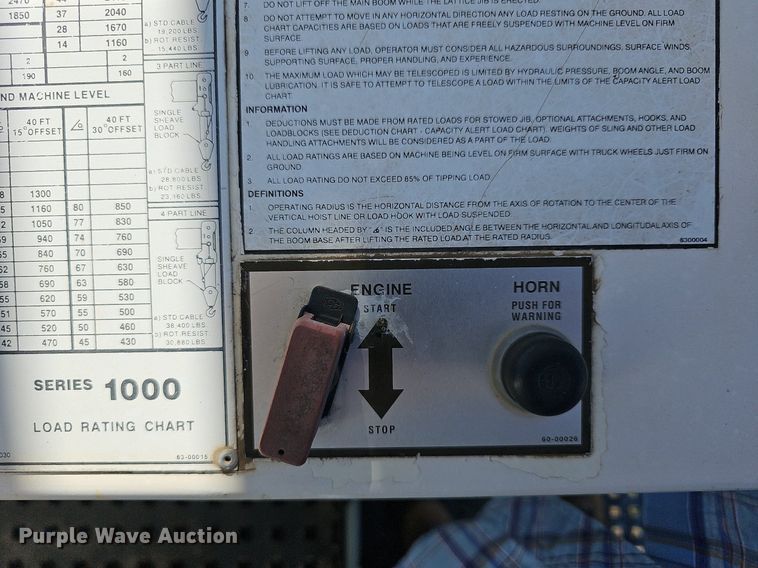 2470 44 2470
1850 37 2040
28 1670
14 1160
2 2
190 160
ND MACHINE LEVEL
40 FT 40 FT
15°OFFSET 30°OFFSET
1300
1160 80 850
1050 77 830
940 74 760
840 70 690
62 760 67 630
58 690 63 580
55 620 59 530
51 570 55 500
45 520 50 460
42 470 45 430
SERIES 1000
LOAD RATING CHART
030 63-00015
a) STD CABLE
19,200 LBS
b) ROT RESIST
15,440 LBS
3 PART LINE
SINGLE
SHEAVE
LOAD
BLOCK
a) STD CABLE
28,800 LBS
b) ROT RESIST
23,160 LBS
4 PART LINE
SINGLE
SHEAVE
LOAD
BLOCK
a) STD CABLE
38,400 LBS
b) ROT RESIST
30,880 LBS
7. DO NOT LIFT OFF THE MAIN BOOM WHILE THE LATTICE JIB IS ERECTED.
8. DO NOT ATTEMPT TO MOVE IN ANY HORIZONTAL DIRECTION ANY LOAD RESTING ON THE GROUND. ALL LOAD
CHART CAPACITIES ARE BASED ON LOADS THAT ARE FREELY SUSPENDED WITH MACHINE LEVEL ON FIRM
SURFACE.
9. BEFORE LIFTING ANY LOAD, OPERATOR MUST CONSIDER ALL HAZARDOUS SURROUNDINGS, SURFACE WINDS,
SUPPORTING SURFACE, PROPER HANDLING, AND EXPERIENCE.
10. THE MAXIMUM LOAD WHICH MAY BE TELESCOPED IS LIMITED BY HYDRAULIC PRESSURE, BOOM ANGLE, AND BOOM
LUBRICATION. IT IS SAFE TO ATTEMPT TO TELESCOPE A LOAD WITHIN THE LIMITS OF THE CAPACITY ALERT LOAD
CHART.
INFORMATION
1. DEDUCTIONS MUST BE MADE FROM RATED LOADS FOR STOWED JIB, OPTIONAL ATTACHMENTS, HOOKS, AND
LOADBLOCKS (SEE DEDUCTION CHART - CAPACITY ALERT LOAD CHART). WEIGHTS OF SLING AND OTHER LOAD
HANDLING ATTACHMENTS WILL BE CONSIDERED AS A PART OF THE LOAD.
2. ALL LOAD RATINGS ARE BASED ON MACHINE BEING LEVEL ON FIRM SURFACE WITH TRUCK WHEELS JUST FIRM ON
GROUND.
3. ALL LOAD RATING DO NOT EXCEED 85% OF TIPPING LOAD.
DEFINITIONS
1. OPERATING RADIUS IS THE HORIZONTAL DISTANCE FROM THE AXIS OF ROTATION TO THE CENTER OF THE
VERTICAL HOIST LINE OR LOAD HOOK WITH LOAD SUSPENDED.
2. THE COLUMN HEADED BY "∠°" IS THE INCLUDED ANGLE BETWEEN THE HORIZONTAL AND LONGITUDAL AXIS OF
THE BOOM BASE AFTER LIFTING THE RATED LOAD AT THE RATED RADIUS.
6300004
ENGINE
START
STOP
HORN
PUSH FOR
WARNING
60-00026
Purple Wave Auction